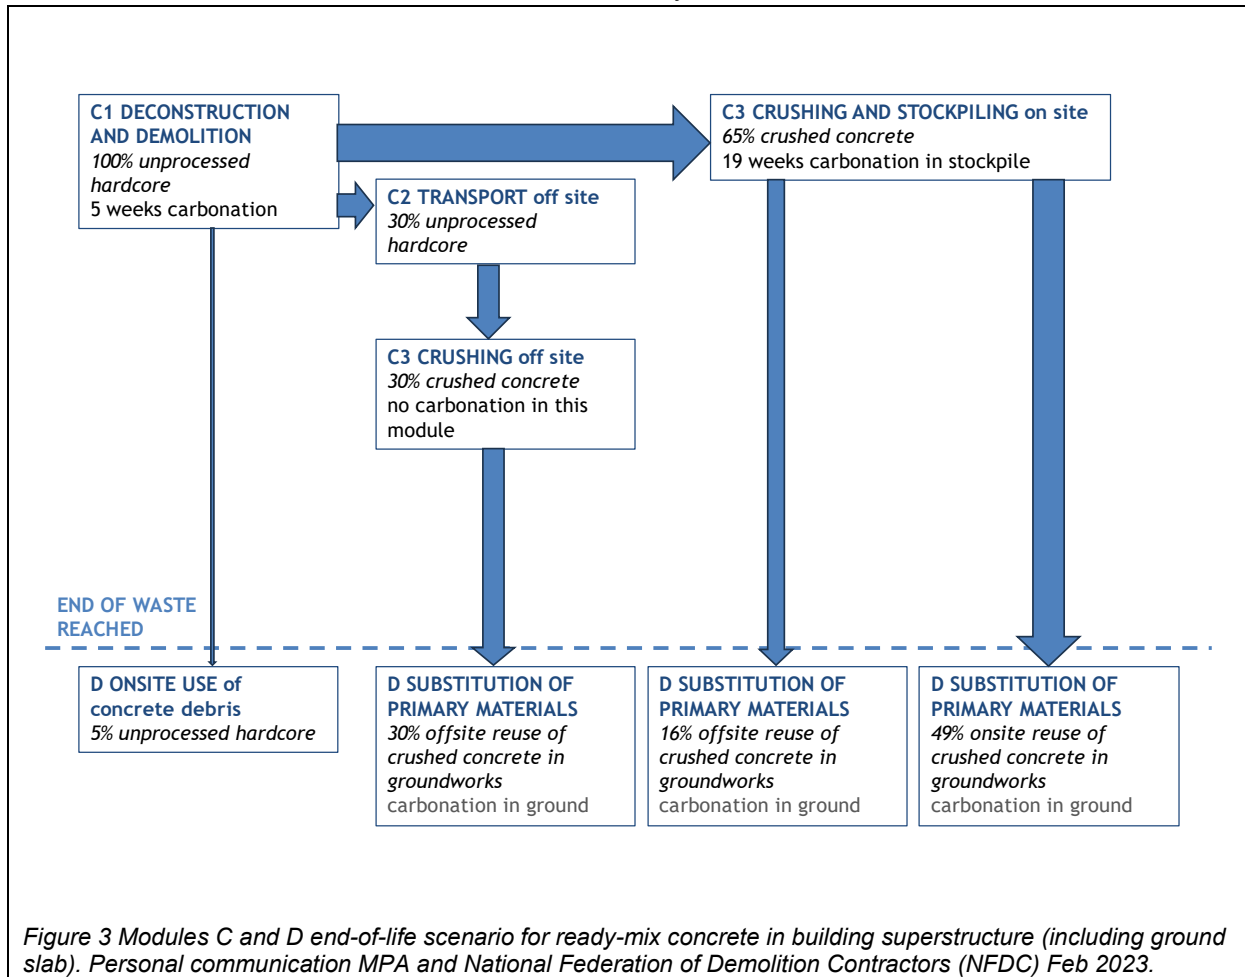 C1 DECONSTRUCTION
AND DEMOLITION
100% unprocessed
hardcore
5 weeks carbonation
C3 CRUSHING AND STOCKPILING on site
65% crushed concrete
19 weeks carbonation in stockpile
C2 TRANSPORT off site
30% unprocessed
hardcore
C3 CRUSHING off site
30% crushed concrete
no carbonation in this
module
END OF WASTE
REACHED
D ONSITE USE of
concrete debris
5% unprocessed hardcore
D SUBSTITUTION OF
PRIMARY MATERIALS
30% offsite reuse of
crushed concrete in
groundworks
carbonation in ground
D SUBSTITUTION OF
PRIMARY MATERIALS
16% offsite reuse of
crushed concrete in
groundworks
carbonation in ground
D SUBSTITUTION OF
PRIMARY MATERIALS
49% onsite reuse of
crushed concrete in
groundworks
carbonation in ground
Figure 3 Modules C and D end-of-life scenario for ready-mix concrete in building superstructure (including ground
slab). Personal communication MPA and National Federation of Demolition Contractors (NFDC) Feb 2023.